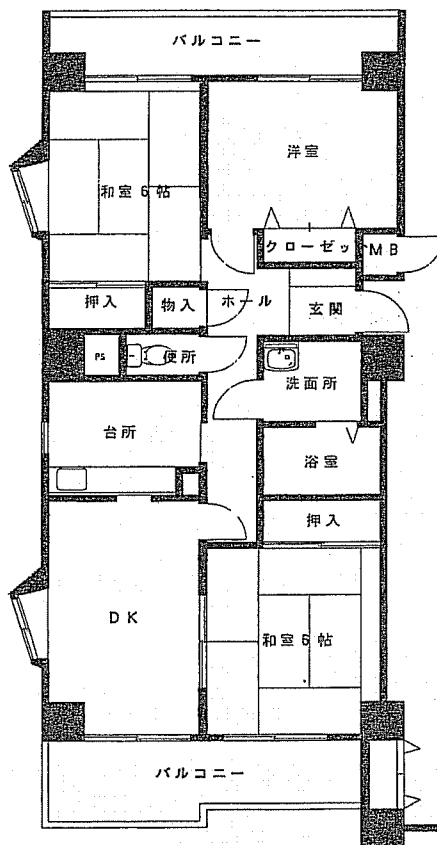 バルコニー
洋室
和室6帖
クローゼット
MB
押入
物入
ホール
玄関
PS
便所
洗面所
台所
浴室
押入
DK
和室6帖
バルコニー